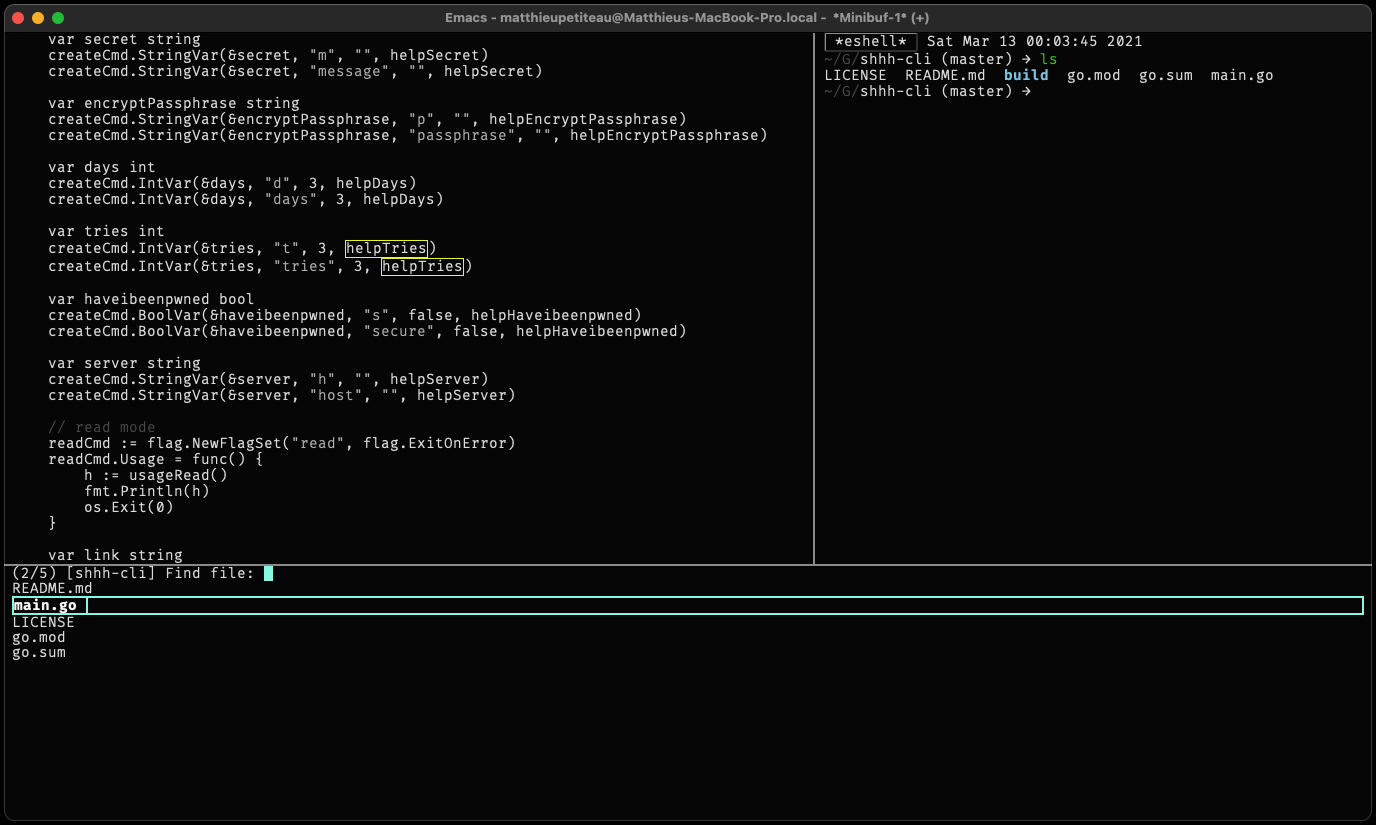 Emacs - matthieupetiteau@Matthieus-MacBook-Pro.local - *Minibuf-1* (+)
var secret string
createCmd.StringVar(&secret, "m", "", helpSecret)
createCmd.StringVar(&secret, "message", "", helpSecret)
var encryptPassphrase string
createCmd.StringVar(&encryptPassphrase, "p", "", helpEncryptPassphrase)
createCmd.StringVar(&encryptPassphrase, "passphrase", "", helpEncryptPassphrase)
var days int
createCmd.IntVar(&days, "d", 3, helpDays)
createCmd.IntVar(&days, "days", 3, helpDays)
var tries int
createCmd.IntVar(&tries, "t", 3, helpTries)
createCmd.IntVar(&tries, "tries", 3, helpTries)
var haveibeenpwned bool
createCmd.BoolVar(&haveibeenpwned, "s", false, helpHaveibeenpwned)
createCmd.BoolVar(&haveibeenpwned, "secure", false, helpHaveibeenpwned)
var server string
createCmd.StringVar(&server, "h", "", helpServer)
createCmd.StringVar(&server, "host", "", helpServer)
// read mode
readCmd := flag.NewFlagSet("read", flag.ExitOnError)
readCmd.Usage = func() {
h := usageRead()
fmt.Println(h)
os.Exit(0)
}
var link string
*eshell* Sat Mar 13 00:03:45 2021
~/G/shhh-cli (master) → ls
LICENSE README.md build go.mod go.sum main.go
~/G/shhh-cli (master) →
(2/5) [shhh-cli] Find file:
README.md
main.go
LICENSE
go.mod
go.sum